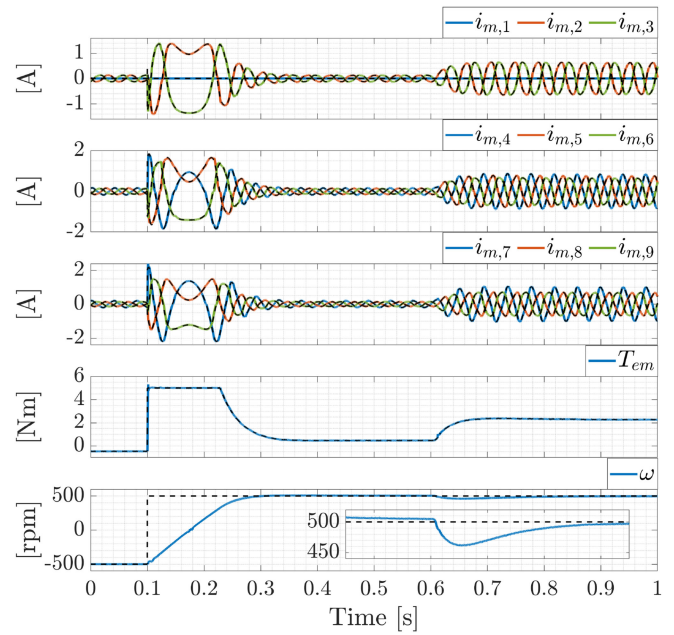 i_{m,1} i_{m,2} i_{m,3}
1
0
-1
[A]
i_{m,4} i_{m,5} i_{m,6}
2
0
-2
[A]
i_{m,7} i_{m,8} i_{m,9}
2
0
-2
[A]
T_{em}
6
4
2
0
[Nm]
ω
500
0
-500
[rpm]
500
450
0 0.1 0.2 0.3 0.4 0.5 0.6 0.7 0.8 0.9 1
Time [s]